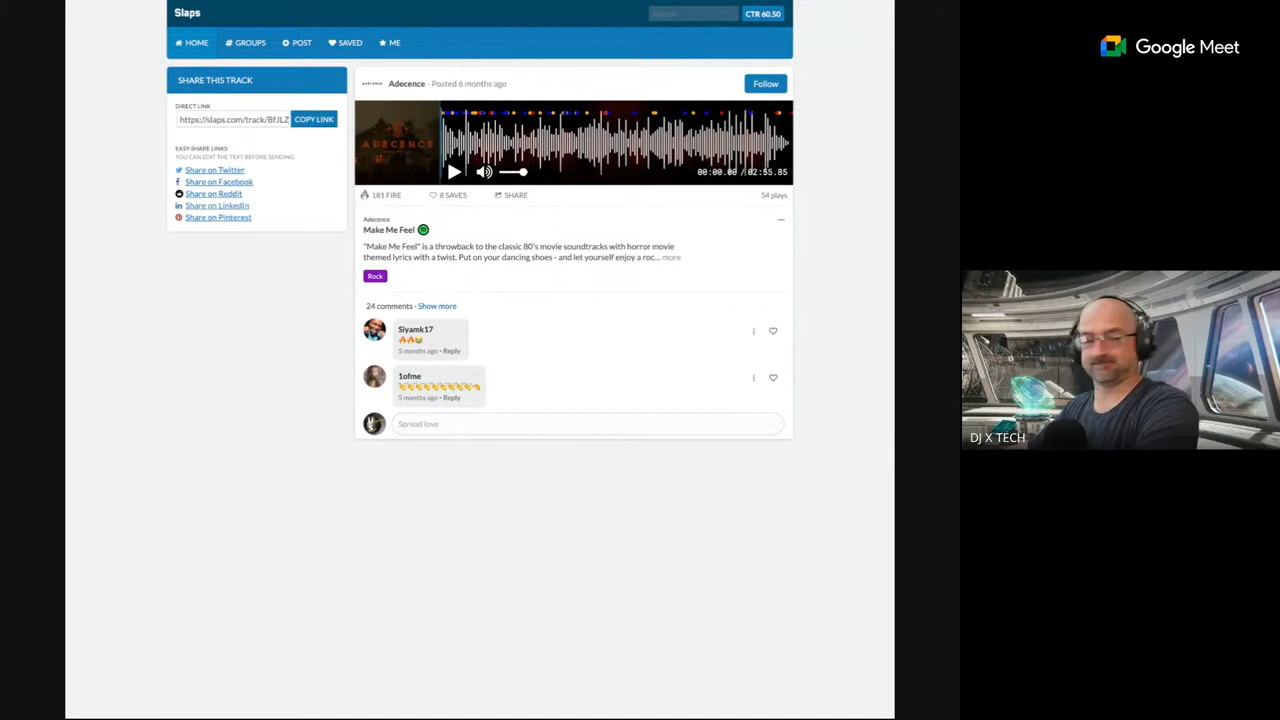 Slaps
Search
CTR 60.50
HOME
GROUPS
POST
SAVED
ME
SHARE THIS TRACK
DIRECT LINK
https://slaps.com/track/BfJLZ
COPY LINK
EASY-SHARE LINKS
YOU CAN EDIT THE TEXT BEFORE SENDING
Share on Twitter
Share on Facebook
Share on Reddit
Share on LinkedIn
Share on Pinterest
Adecence · Posted 6 months ago
Follow
ADECENCE
00:00.00 / 02:55.85
181 FIRE
8 SAVES
SHARE
54 plays
Adecence
Make Me Feel
"Make Me Feel" is a throwback to the classic 80's movie soundtracks with horror movie
themed lyrics with a twist. Put on your dancing shoes - and let yourself enjoy a roc... more
Rock
24 comments · Show more
Siyamk17
🔥🔥😂
5 months ago · Reply
1ofme
5 months ago · Reply
Spread love
Google Meet
DJ X TECH